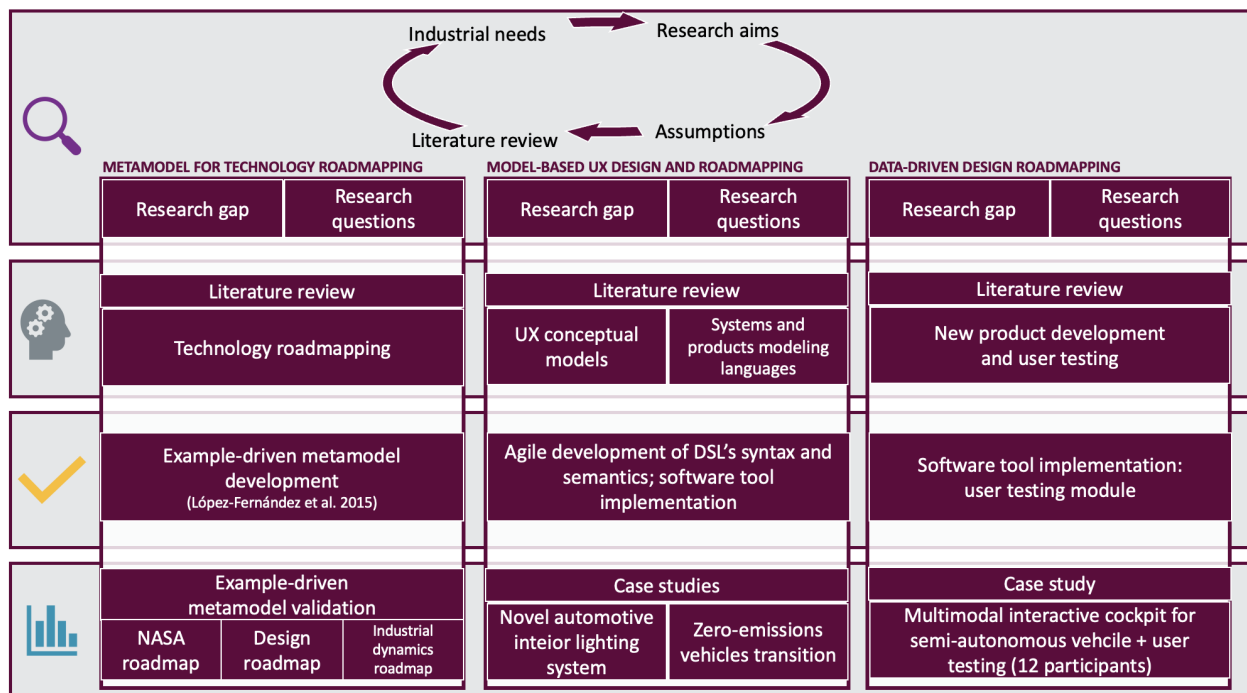 Industrial needs
Research aims
Literature review
Assumptions
METAMODEL FOR TECHNOLOGY ROADMAPPING
MODEL-BASED UX DESIGN AND ROADMAPPING
DATA-DRIVEN DESIGN ROADMAPPING
Research gap
Research
questions
Research gap
Research
questions
Research gap
Research
questions
Literature review
Literature review
Literature review
Technology roadmapping
UX conceptual
models
Systems and
products modeling
languages
New product development
and user testing
Example-driven metamodel
development
(López-Fernández et al. 2015)
Agile development of DSL's syntax and
semantics; software tool
implementation
Software tool implementation:
user testing module
Example-driven
metamodel validation
NASA
roadmap
Design
roadmap
Industrial
dynamics
roadmap
Case studies
Novel automotive
inteior lighting
system
Zero-emissions
vehicles transition
Case study
Multimodal interactive cockpit for
semi-autonomous vehcile + user
testing (12 participants)